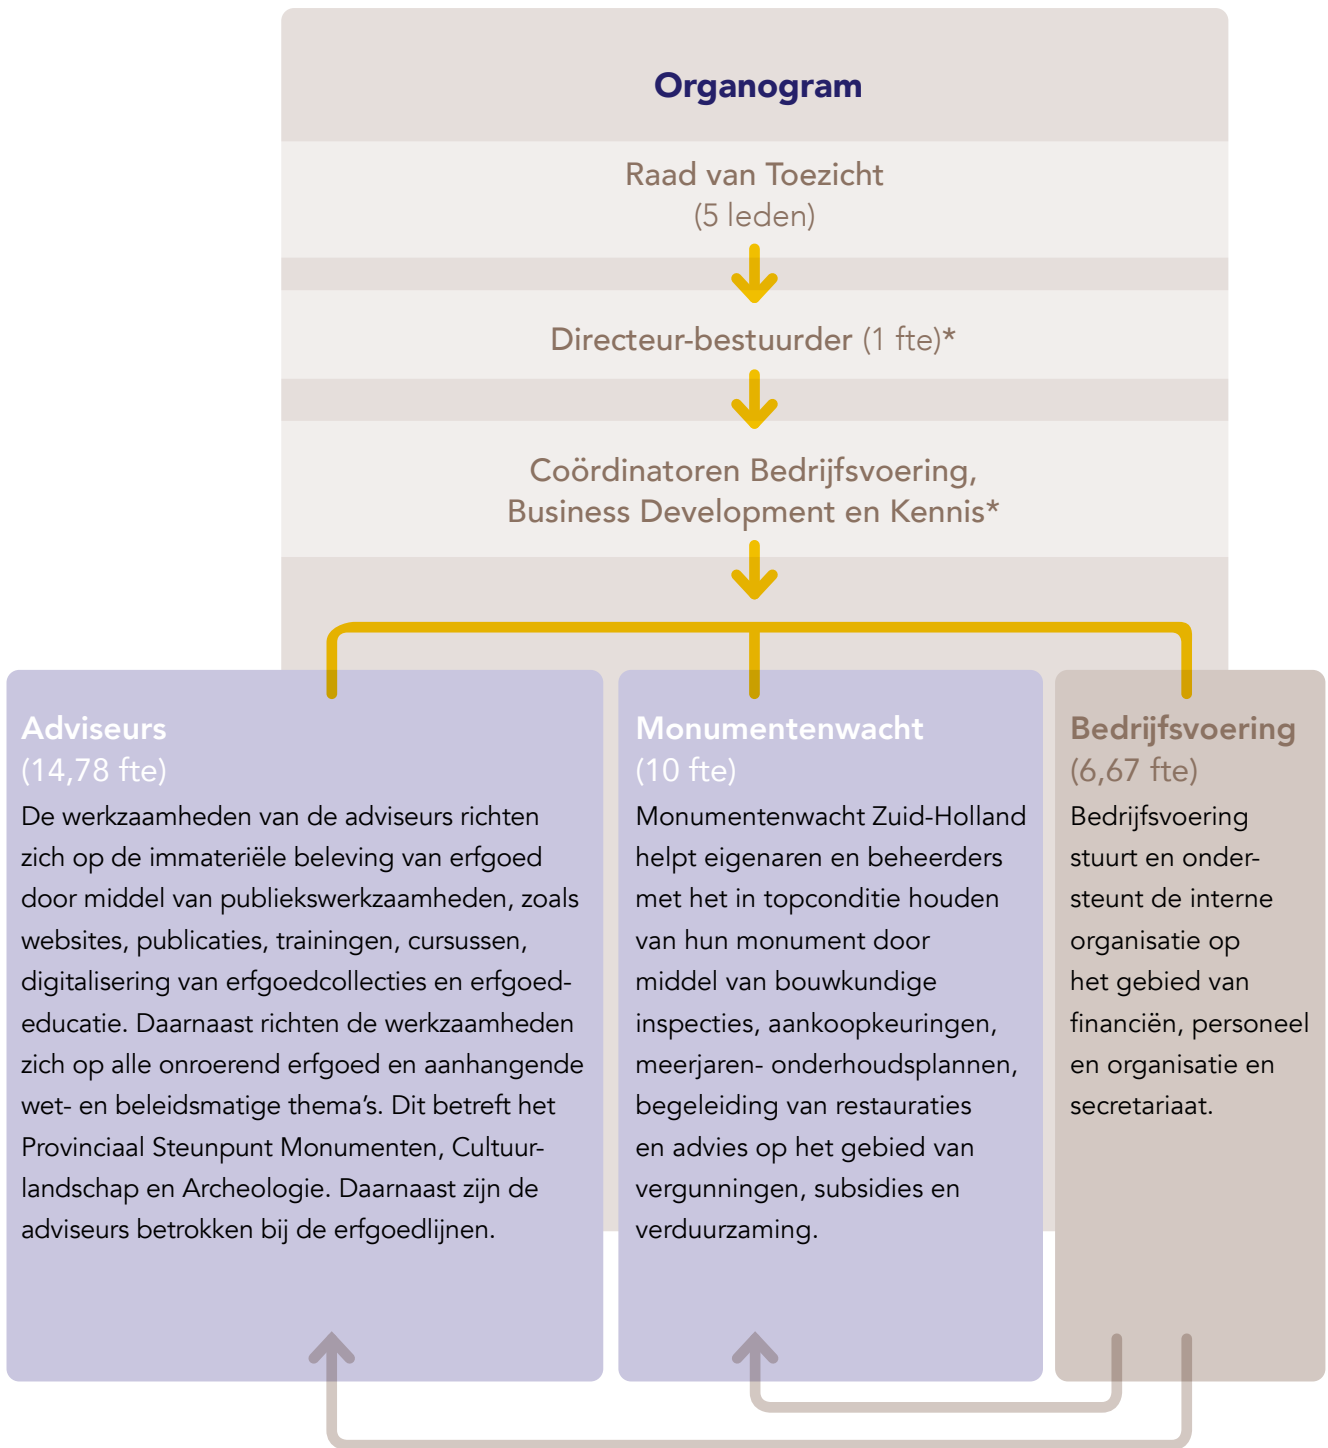 Organogram
Raad van Toezicht
(5 leden)
Directeur-bestuurder (1 fte)*
Coördinatoren Bedrijfsvoering,
Business Development en Kennis*
Adviseurs
(14,78 fte)
De werkzaamheden van de adviseurs richten
zich op de immateriële beleving van erfgoed
door middel van publiekswerkzaamheden, zoals
websites, publicaties, trainingen, cursussen,
digitalisering van erfgoedcollecties en erfgoed-
educatie. Daarnaast richten de werkzaamheden
zich op alle onroerend erfgoed en aanhangende
wet- en beleidsmatige thema’s. Dit betreft het
Provinciaal Steunpunt Monumenten, Cultuur-
landschap en Archeologie. Daarnaast zijn de
adviseurs betrokken bij de erfgoedlijnen.
Monumentenwacht
(10 fte)
Monumentenwacht Zuid-Holland
helpt eigenaren en beheerders
met het in topconditie houden
van hun monument door
middel van bouwkundige
inspecties, aankoopkeuringen,
meerjaren- onderhoudsplannen,
begeleiding van restauraties
en advies op het gebied van
vergunningen, subsidies en
verduurzaming.
Bedrijfsvoering
(6,67 fte)
Bedrijfsvoering
stuurt en onder-
steunt de interne
organisatie op
het gebied van
financiën, personeel
en organisatie en
secretariaat.